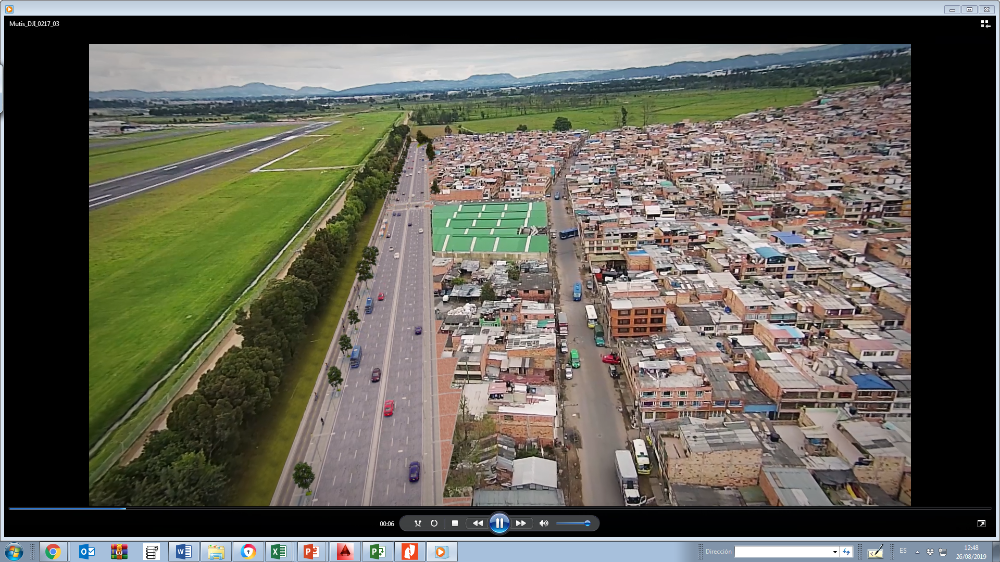 Mutis_DJI_0217_03
00:06
Dirección
ES
12:48
26/08/2019